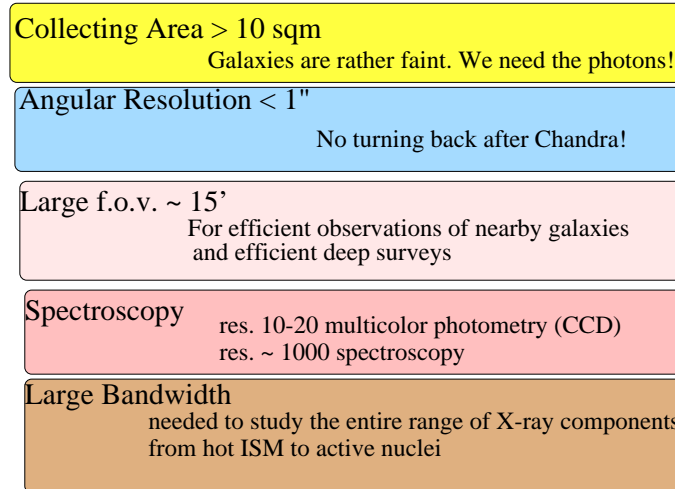 Collecting Area > 10 sqm
Galaxies are rather faint. We need the photons!
Angular Resolution < 1"
No turning back after Chandra!
Large f.o.v. ~ 15’
For efficient observations of nearby galaxies
and efficient deep surveys
Spectroscopy
res. 10-20 multicolor photometry (CCD)
res. ~ 1000 spectroscopy
Large Bandwidth
needed to study the entire range of X-ray components
from hot ISM to active nuclei